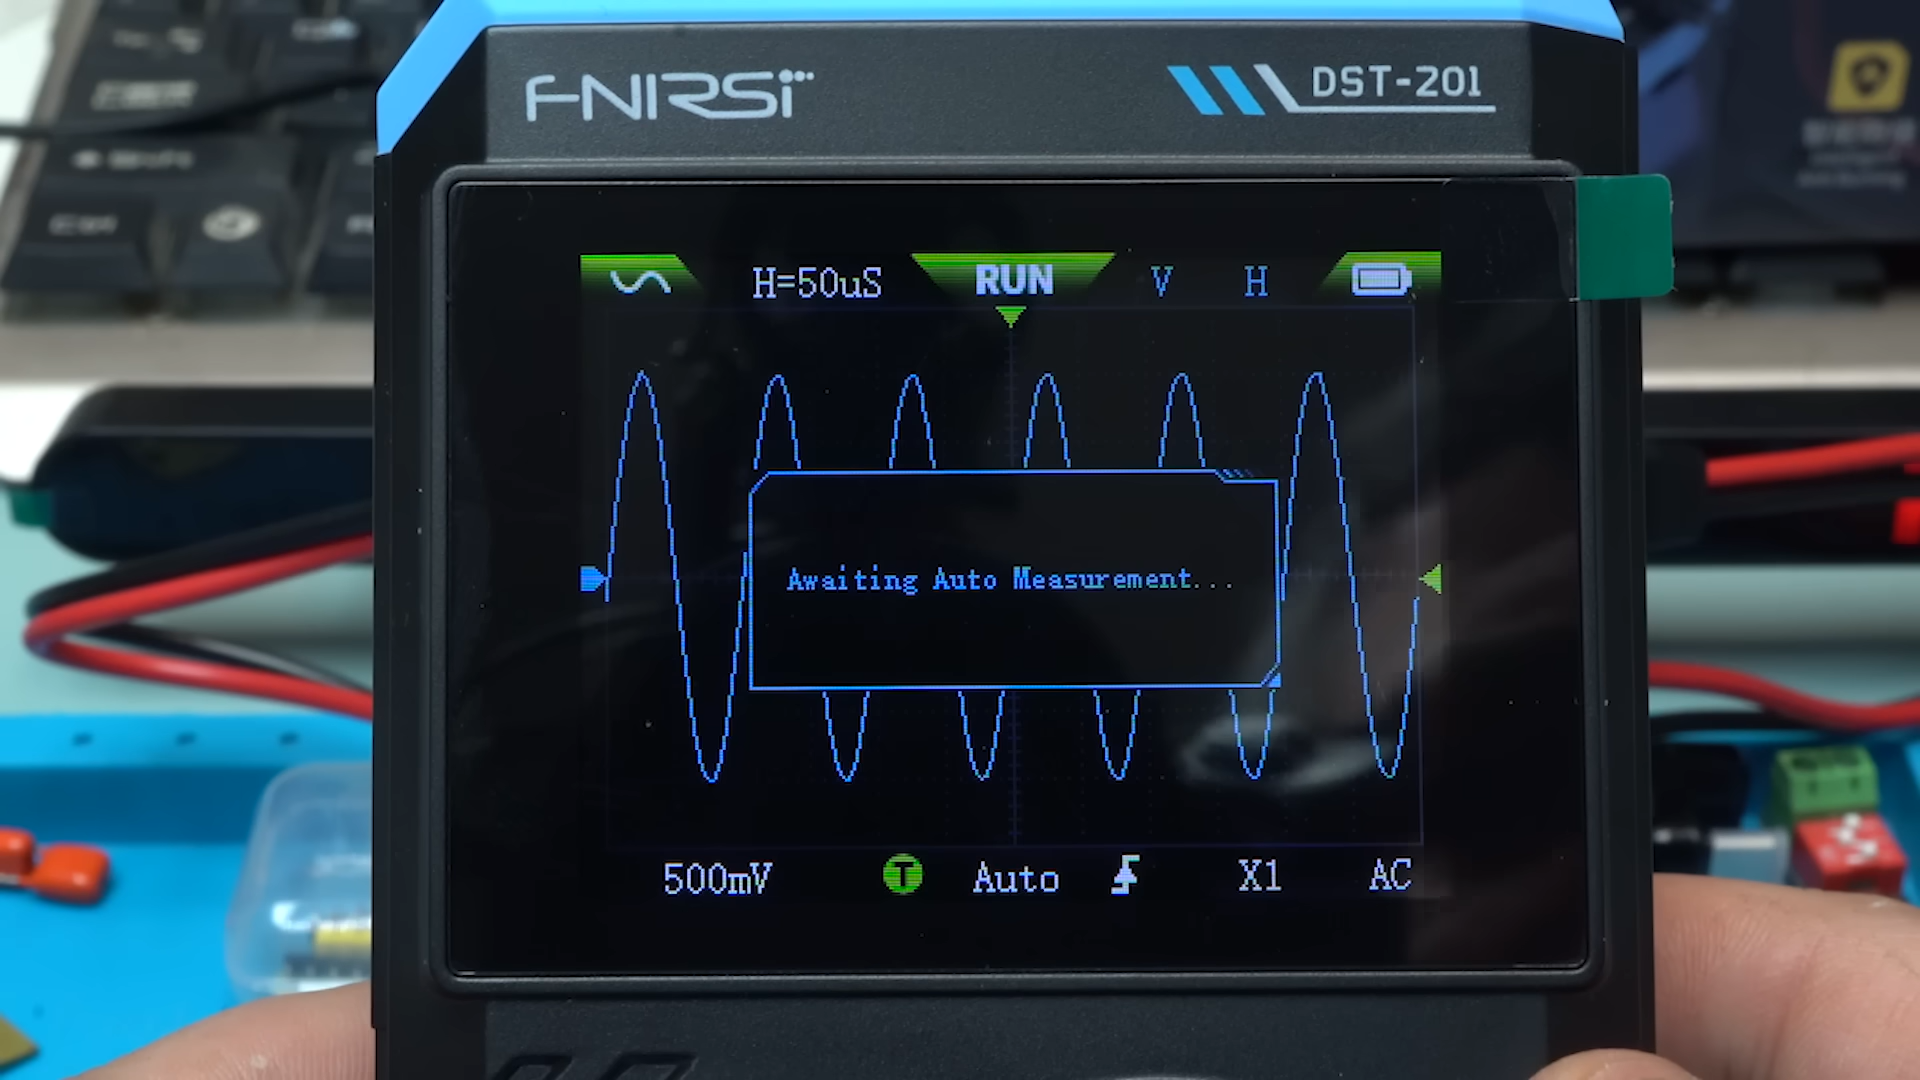 FNIRSI
DST-201
H=50uS
RUN
V
H
Awaiting Auto Measurement...
500mV
T
Auto
X1
AC